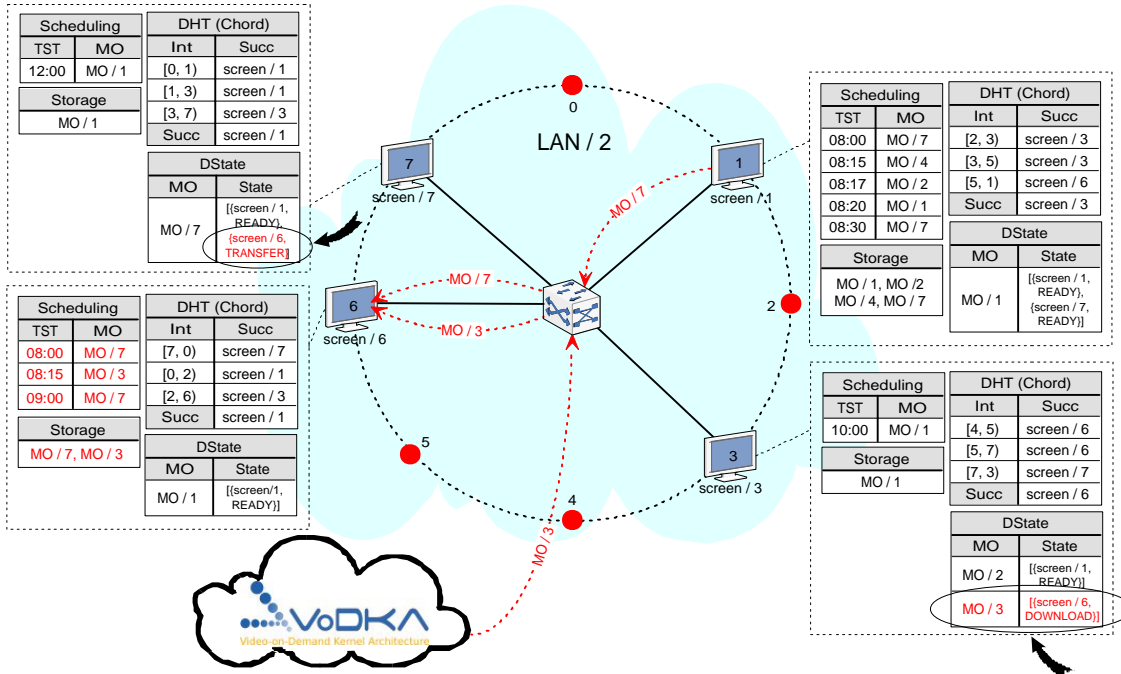 Scheduling
TST MO
12:00 MO / 1
Storage
MO / 1
DHT (Chord)
Int Succ
[0, 1) screen / 1
[1, 3) screen / 1
[3, 7) screen / 3
Succ screen / 1
DState
MO State
MO / 7 [{screen / 1,
READY},
{screen / 6,
TRANSFER}]
7
screen / 7
0
LAN / 2
1
screen / 1
MO / 7
Scheduling
TST MO
08:00 MO / 7
08:15 MO / 4
08:17 MO / 2
08:20 MO / 1
08:30 MO / 7
Storage
MO / 1, MO /2
MO / 4, MO / 7
DHT (Chord)
Int Succ
[2, 3) screen / 3
[3, 5) screen / 3
[5, 1) screen / 6
Succ screen / 3
DState
MO State
MO / 1 [{screen / 1,
READY},
{screen / 7,
READY}]
Scheduling
TST MO
08:00 MO / 7
08:15 MO / 3
09:00 MO / 7
Storage
MO / 7, MO / 3
DHT (Chord)
Int Succ
[7, 0) screen / 7
[0, 2) screen / 1
[2, 6) screen / 3
Succ screen / 1
DState
MO State
MO / 1 [{screen/1,
READY}]
6
screen / 6
MO / 7
MO / 3
2
5
4
3
screen / 3
MO / 3
Scheduling
TST MO
10:00 MO / 1
Storage
MO / 1
DHT (Chord)
Int Succ
[4, 5) screen / 6
[5, 7) screen / 6
[7, 3) screen / 7
Succ screen / 6
DState
MO State
MO / 2 [{screen / 1,
READY}]
MO / 3 [{screen / 6,
DOWNLOAD}]
VoDKA
Video-on-Demand Kernel Architecture